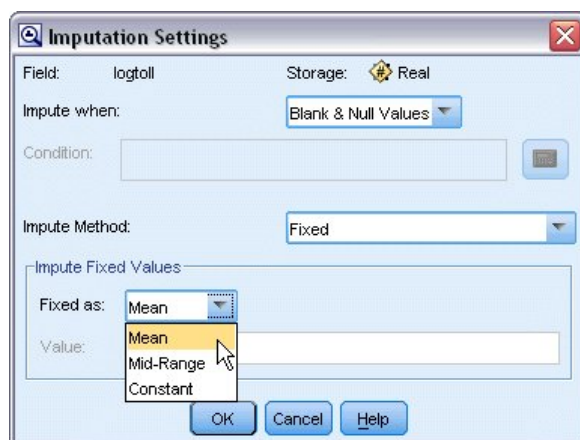 Imputation Settings
Field: logtoll Storage: # Real
Impute when: Blank & Null Values
Condition:
Impute Method: Fixed
Impute Fixed Values
Fixed as: Mean
Value:
Mean
Mid-Range
Constant
OK Cancel Help